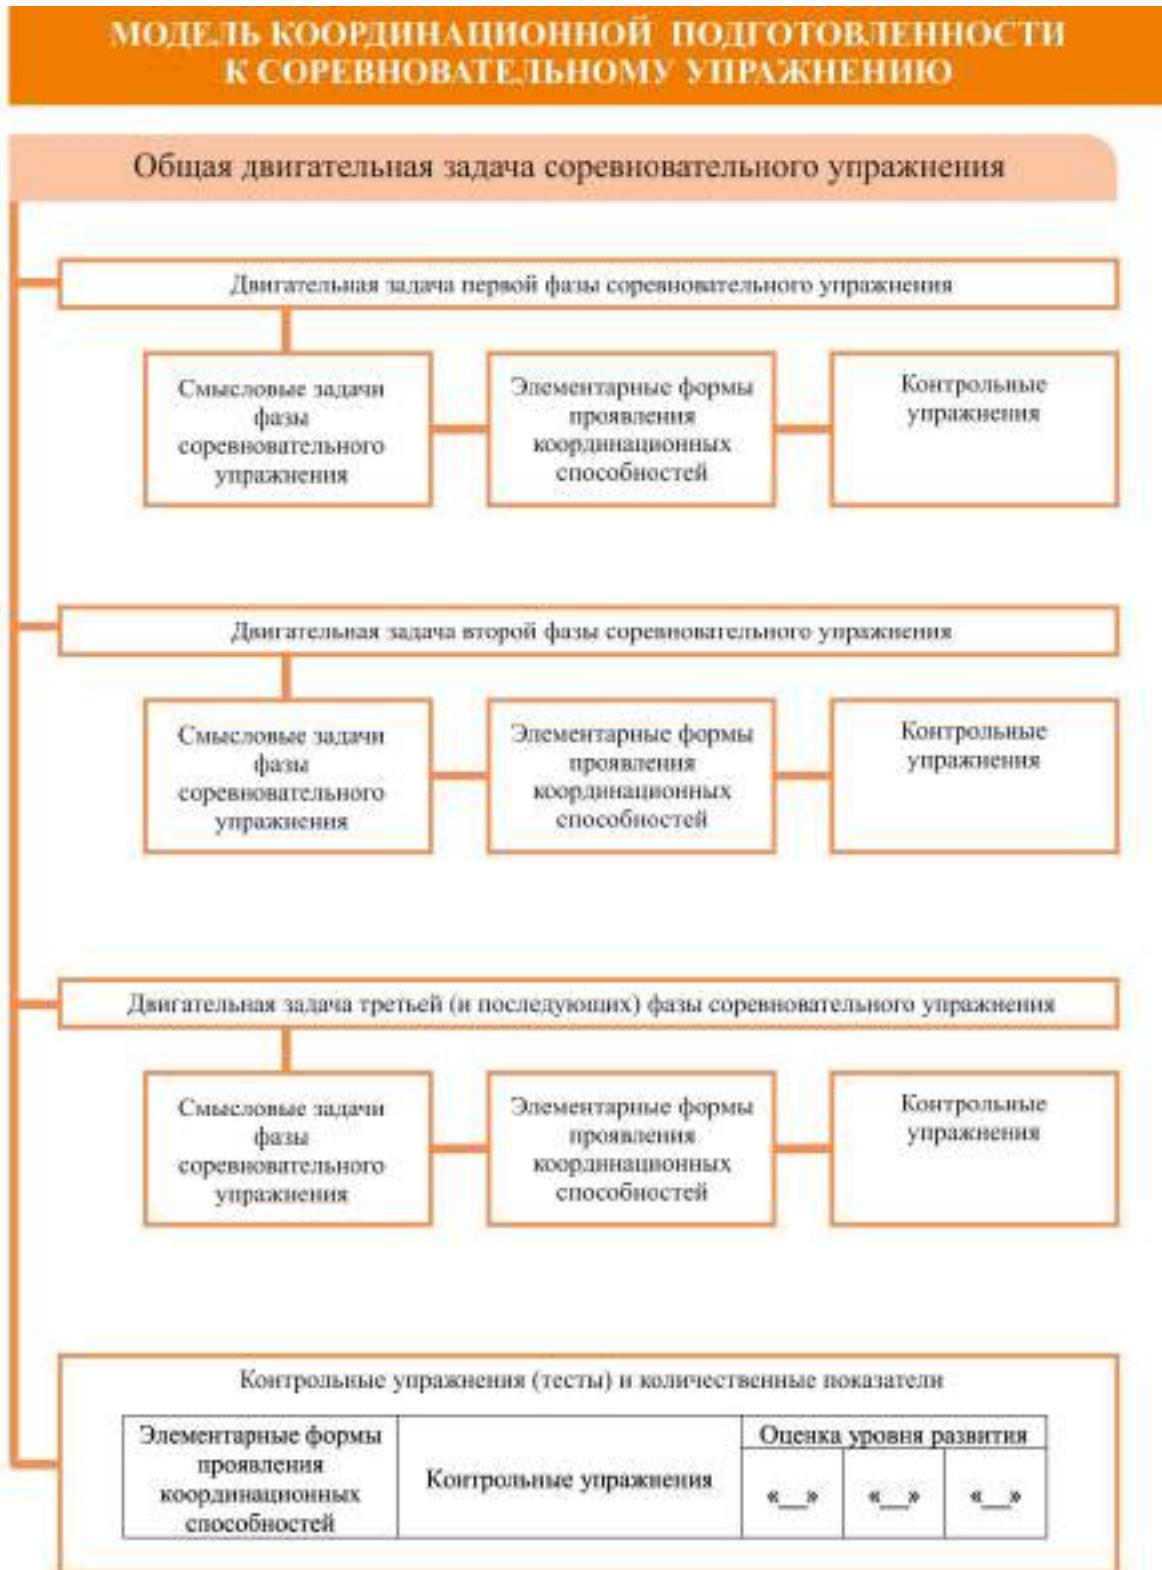 МОДЕЛЬ КООРДИНАЦИОННОЙ ПОДГОТОВЛЕННОСТИ
К СОРЕВНОВАТЕЛЬНОМУ УПРАЖНЕНИЮ
Общая двигательная задача соревновательного упражнения
Двигательная задача первой фазы соревновательного упражнения
Смысловые задачи
фазы
соревновательного
упражнения
Элементарные формы
проявления
координационных
способностей
Контрольные
упражнения
Двигательная задача второй фазы соревновательного упражнения
Смысловые задачи
фазы
соревновательного
упражнения
Элементарные формы
проявления
координационных
способностей
Контрольные
упражнения
Двигательная задача третьей (и последующих) фазы соревновательного упражнения
Смысловые задачи
фазы
соревновательного
упражнения
Элементарные формы
проявления
координационных
способностей
Контрольные
упражнения
Контрольные упражнения (тесты) и количественные показатели
Элементарные формы
проявления
координационных
способностей
Контрольные упражнения
Оценка уровня развития
«__» «__» «__»